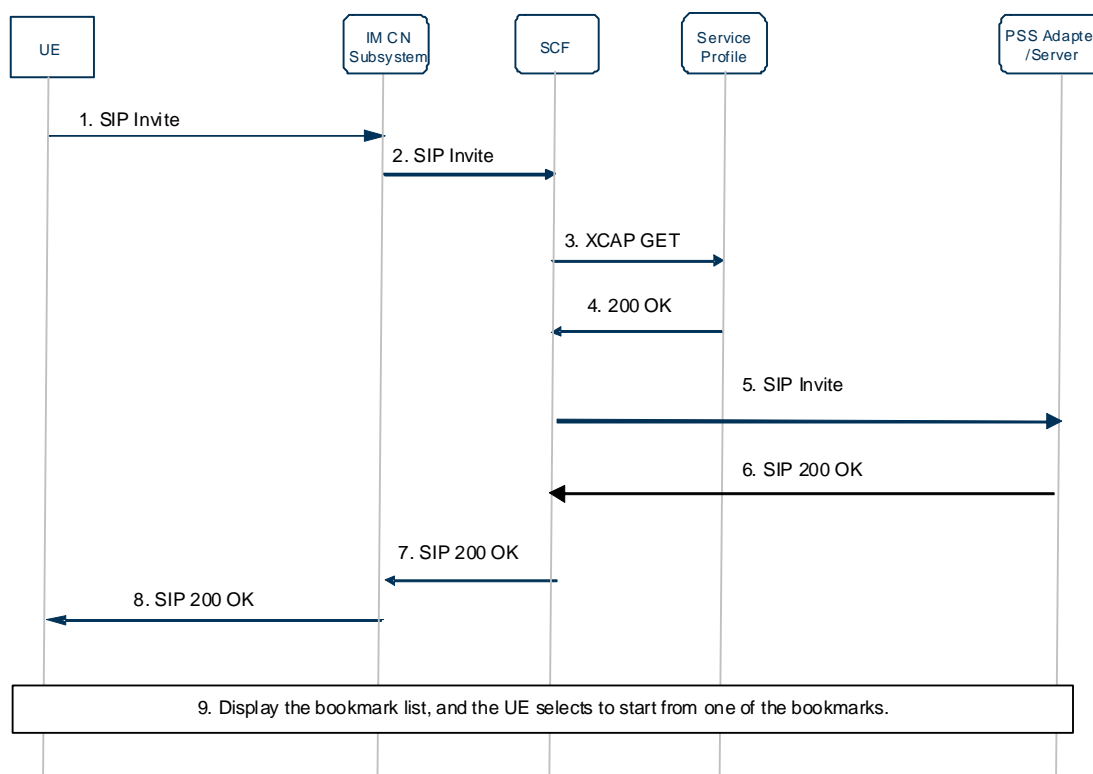 UE
IM CN
Subsystem
SCF
Service
Profile
PSS Adapte
/Server
1. SIP Invite
2. SIP Invite
3. XCAP GET
4. 200 OK
5. SIP Invite
6. SIP 200 OK
7. SIP 200 OK
8. SIP 200 OK
9. Display the bookmark list, and the UE selects to start from one of the bookmarks.